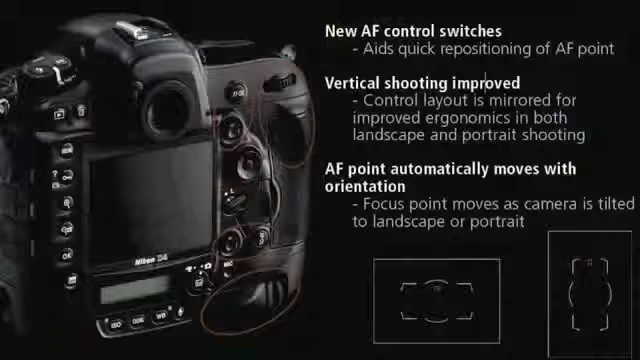 New AF control switches
- Aids quick repositioning of AF point
Vertical shooting improved
- Control layout is mirrored for
improved ergonomics in both
landscape and portrait shooting
AF point automatically moves with
orientation
- Focus point moves as camera is tilted
to landscape or portrait
Nikon D4
OK
ISO
QUAL
WB